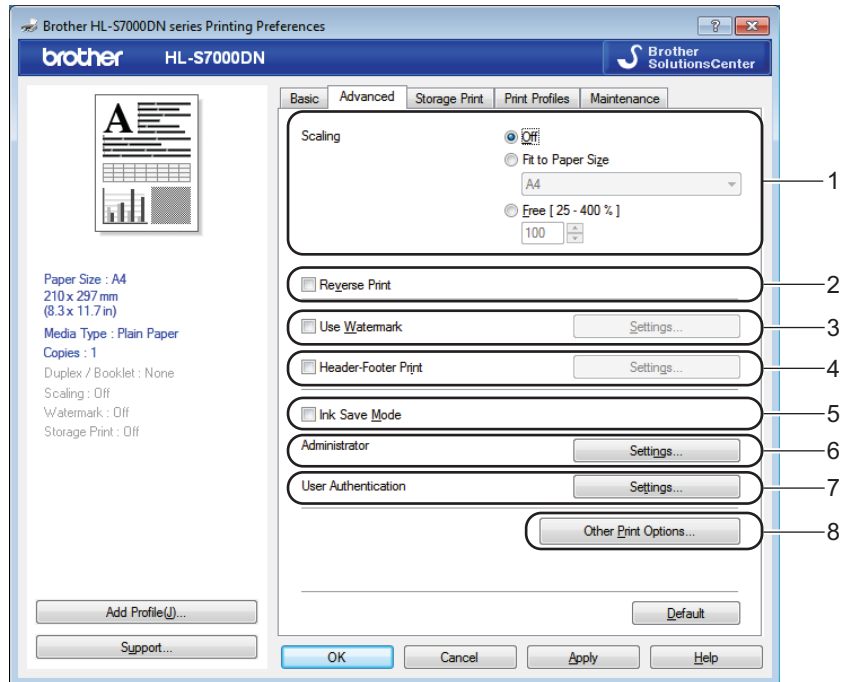 Brother HL-S7000DN series Printing Preferences
brother HL-S7000DN
Brother
SolutionsCenter
Basic Advanced Storage Print Print Profiles Maintenance
A
Scaling
Off
Fit to Paper Size
A4
Free [ 25 - 400 % ]
100
1
Paper Size : A4
210 x 297 mm
(8.3 x 11.7 in)
Media Type : Plain Paper
Copies : 1
Duplex / Booklet : None
Scaling : Off
Watermark : Off
Storage Print : Off
Reverse Print
2
Use Watermark Settings...
3
Header-Footer Print Settings...
4
Ink Save Mode
5
Administrator Settings...
6
User Authentication Settings...
7
Other Print Options...
8
Add Profile(J)...
Support...
Default
OK Cancel Apply Help